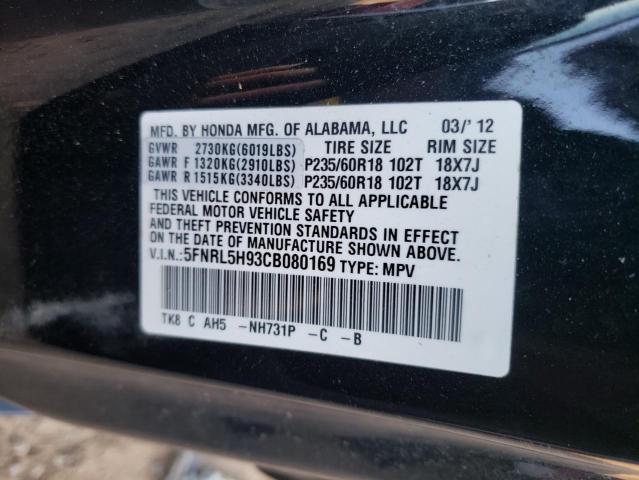 MFD. BY HONDA MFG. OF ALABAMA, LLC 03/'12
GVWR 2730KG(6019LBS) TIRE SIZE RIM SIZE
GAWR F 1320KG(2910LBS) P235/60R18 102T 18X7J
GAWR R 1515KG(3340LBS) P235/60R18 102T 18X7J
THIS VEHICLE CONFORMS TO ALL APPLICABLE
FEDERAL MOTOR VEHICLE SAFETY
AND THEFT PREVENTION STANDARDS IN EFFECT
ON THE DATE OF MANUFACTURE SHOWN ABOVE.
V.I.N.:5FNRL5H93CB080169 TYPE: MPV
TK8 C AH5 -NH731P -C -B